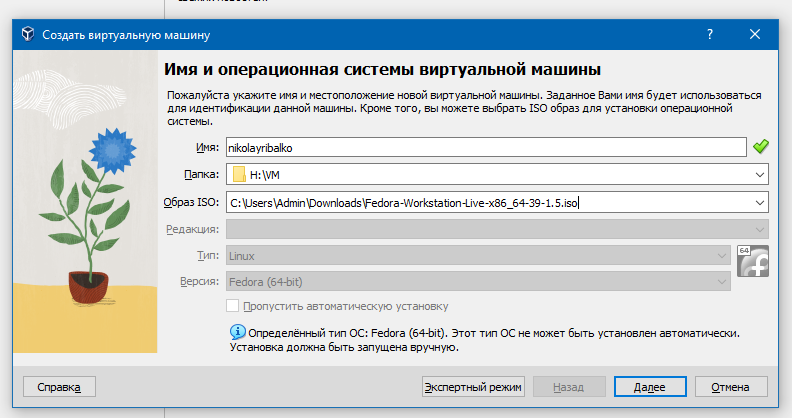 Создать виртуальную машину
Имя и операционная системы виртуальной машины
Пожалуйста укажите имя и местоположение новой виртуальной машины. Заданное Вами имя будет использоваться
для идентификации данной машины. Кроме того, вы можете выбрать ISO образ для установки операционной
системы.
Имя: nikolayribalko
Папка: H:\VM
Образ ISO: C:\Users\Admin\Downloads\Fedora-Workstation-Live-x86_64-39-1.5.iso
Редакция:
Тип: Linux
64
Версия: Fedora (64-bit)
Пропустить автоматическую установку
Определённый тип ОС: Fedora (64-bit). Этот тип ОС не может быть установлен автоматически.
Установка должна быть запущена вручную.
Справка Экспертный режим Назад Далее Отмена